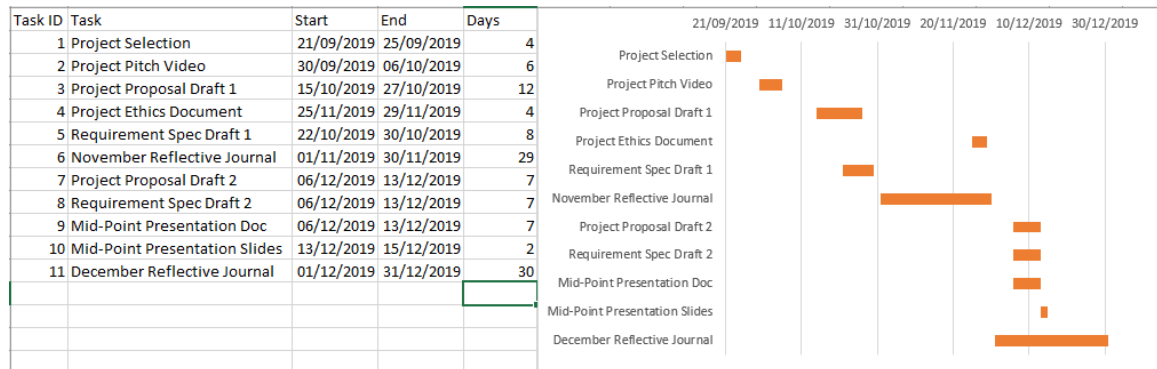 Task ID Task Start End Days
1 Project Selection 21/09/2019 25/09/2019 4
2 Project Pitch Video 30/09/2019 06/10/2019 6
3 Project Proposal Draft 1 15/10/2019 27/10/2019 12
4 Project Ethics Document 25/11/2019 29/11/2019 4
5 Requirement Spec Draft 1 22/10/2019 30/10/2019 8
6 November Reflective Journal 01/11/2019 30/11/2019 29
7 Project Proposal Draft 2 06/12/2019 13/12/2019 7
8 Requirement Spec Draft 2 06/12/2019 13/12/2019 7
9 Mid-Point Presentation Doc 06/12/2019 13/12/2019 7
10 Mid-Point Presentation Slides 13/12/2019 15/12/2019 2
11 December Reflective Journal 01/12/2019 31/12/2019 30
21/09/2019 11/10/2019 31/10/2019 20/11/2019 10/12/2019 30/12/2019
Project Selection
Project Pitch Video
Project Proposal Draft 1
Project Ethics Document
Requirement Spec Draft 1
November Reflective Journal
Project Proposal Draft 2
Requirement Spec Draft 2
Mid-Point Presentation Doc
Mid-Point Presentation Slides
December Reflective Journal